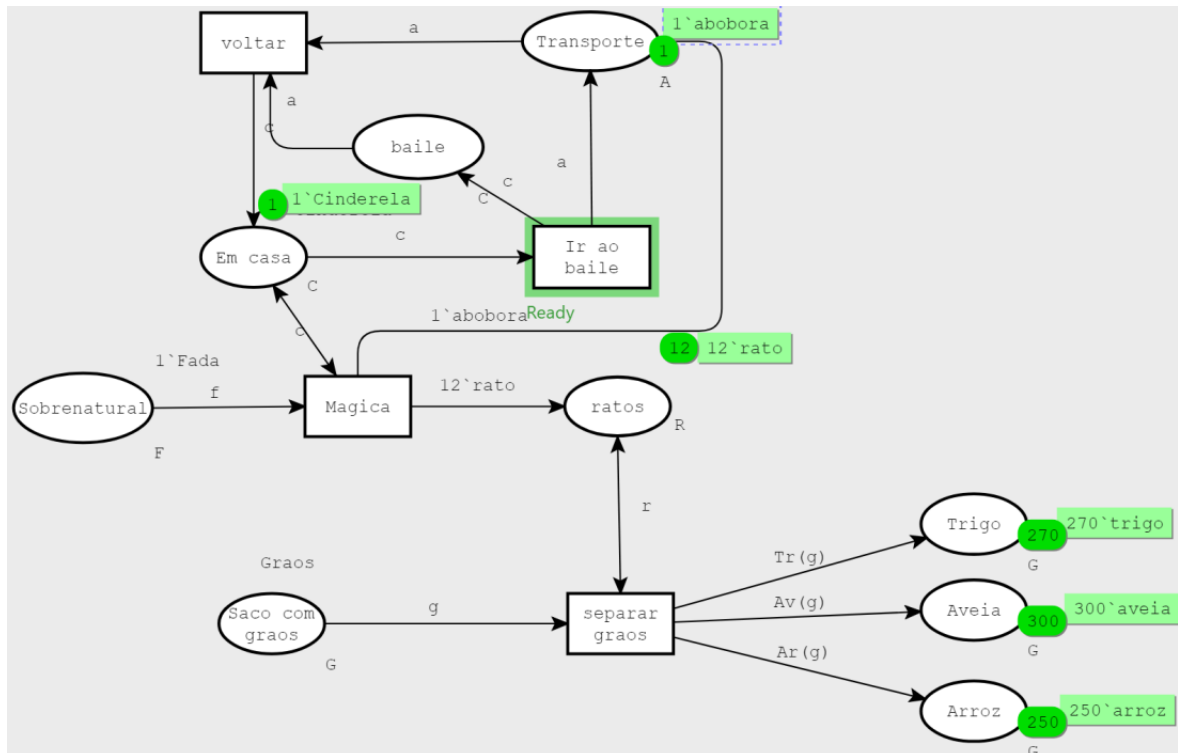 1`abobora
voltar
a
Transporte
1
A
a
c
baile
a
c
C
1
1`Cinderela
c
Ir ao
baile
Em casa
C
Ready
1`abobora
c
12
12`rato
1`Fada
f
12`rato
Sobrenatural
Magica
ratos
R
F
r
Trigo
270
270`trigo
G
Tr(g)
Graos
Av(g)
Saco com
graos
g
separar
graos
Aveia
300
300`aveia
G
G
Ar(g)
Arroz
250
250`arroz
G